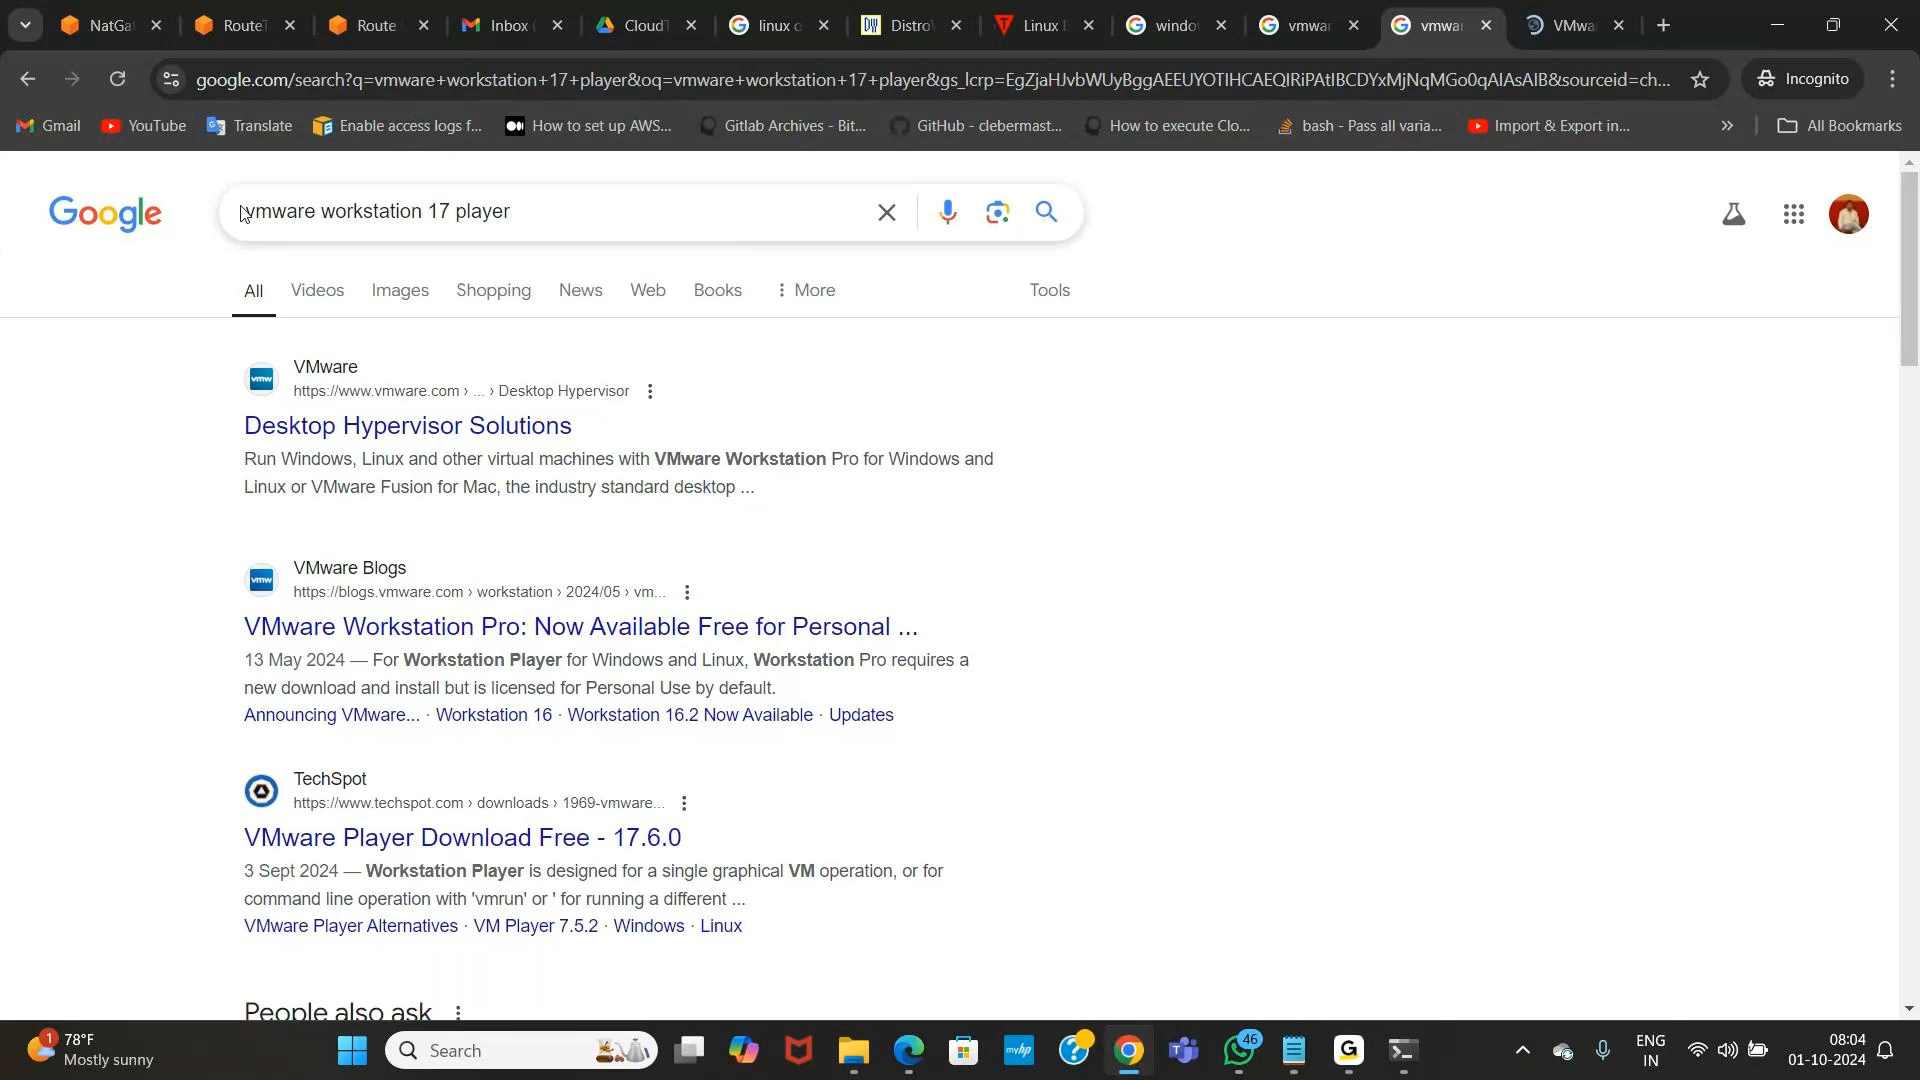 NatGa
RouteT
Route
Inbox (
CloudT
linux o
Distro
Linux D
windo
vmwar
vmwar
VMwa
google.com/search?q=vmware+workstation+17+player&oq=vmware+workstation+17+player&gs_lcrp=EgZjaHJvbWUyBggAEEUYOTIHCAEQIRiPAtIBCDYxMjNqMGo0qAIAsAIB&sourceid=ch...
Incognito
Gmail
YouTube
Translate
Enable access logs f...
How to set up AWS...
Gitlab Archives - Bit...
GitHub - clebermast...
How to execute Clo...
bash - Pass all varia...
Import & Export in...
All Bookmarks
Google
vmware workstation 17 player
All
Videos
Images
Shopping
News
Web
Books
More
Tools
VMware
https://www.vmware.com › ... › Desktop Hypervisor
Desktop Hypervisor Solutions
Run Windows, Linux and other virtual machines with VMware Workstation Pro for Windows and
Linux or VMware Fusion for Mac, the industry standard desktop ...
VMware Blogs
https://blogs.vmware.com › workstation › 2024/05 › vm...
VMware Workstation Pro: Now Available Free for Personal ...
13 May 2024 — For Workstation Player for Windows and Linux, Workstation Pro requires a
new download and install but is licensed for Personal Use by default.
Announcing VMware... · Workstation 16 · Workstation 16.2 Now Available · Updates
TechSpot
https://www.techspot.com › downloads › 1969-vmware...
VMware Player Download Free - 17.6.0
3 Sept 2024 — Workstation Player is designed for a single graphical VM operation, or for
command line operation with 'vmrun' or ' for running a different ...
VMware Player Alternatives · VM Player 7.5.2 · Windows · Linux
People also ask
1
78°F
Mostly sunny
Search
myhp
46
ENG
IN
08:04
01-10-2024